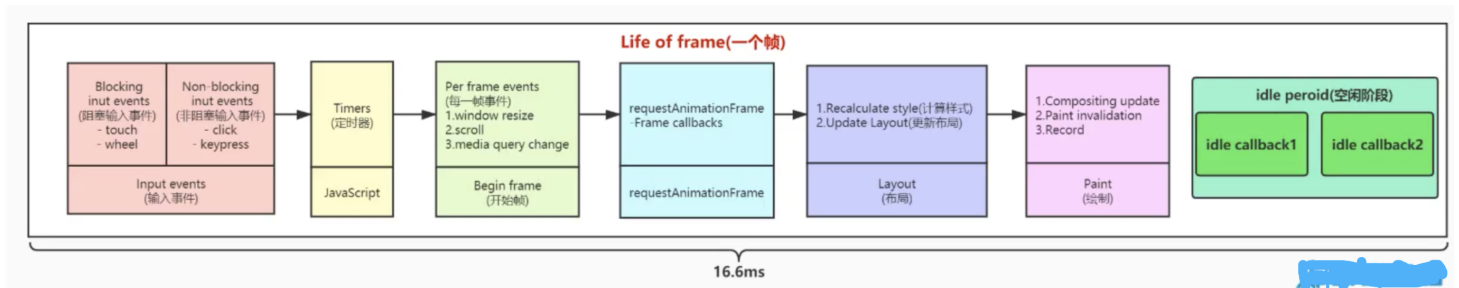 Life of frame(一个帧)
Blocking
inut events
(阻塞输入事件)
- touch
- wheel
Non-blocking
inut events
(非阻塞输入事件)
- click
- keypress
Input events
(输入事件)
Timers
(定时器)
JavaScript
Per frame events
(每一帧事件)
1.window resize
2.scroll
3.media query change
Begin frame
(开始帧)
requestAnimationFrame
-Frame callbacks
requestAnimationFrame
1.Recalculate style(计算样式)
2.Update Layout(更新布局)
Layout
(布局)
1.Compositing update
2.Paint invalidation
3.Record
Paint
(绘制)
idle peroid(空闲阶段)
idle callback1
idle callback2
16.6ms